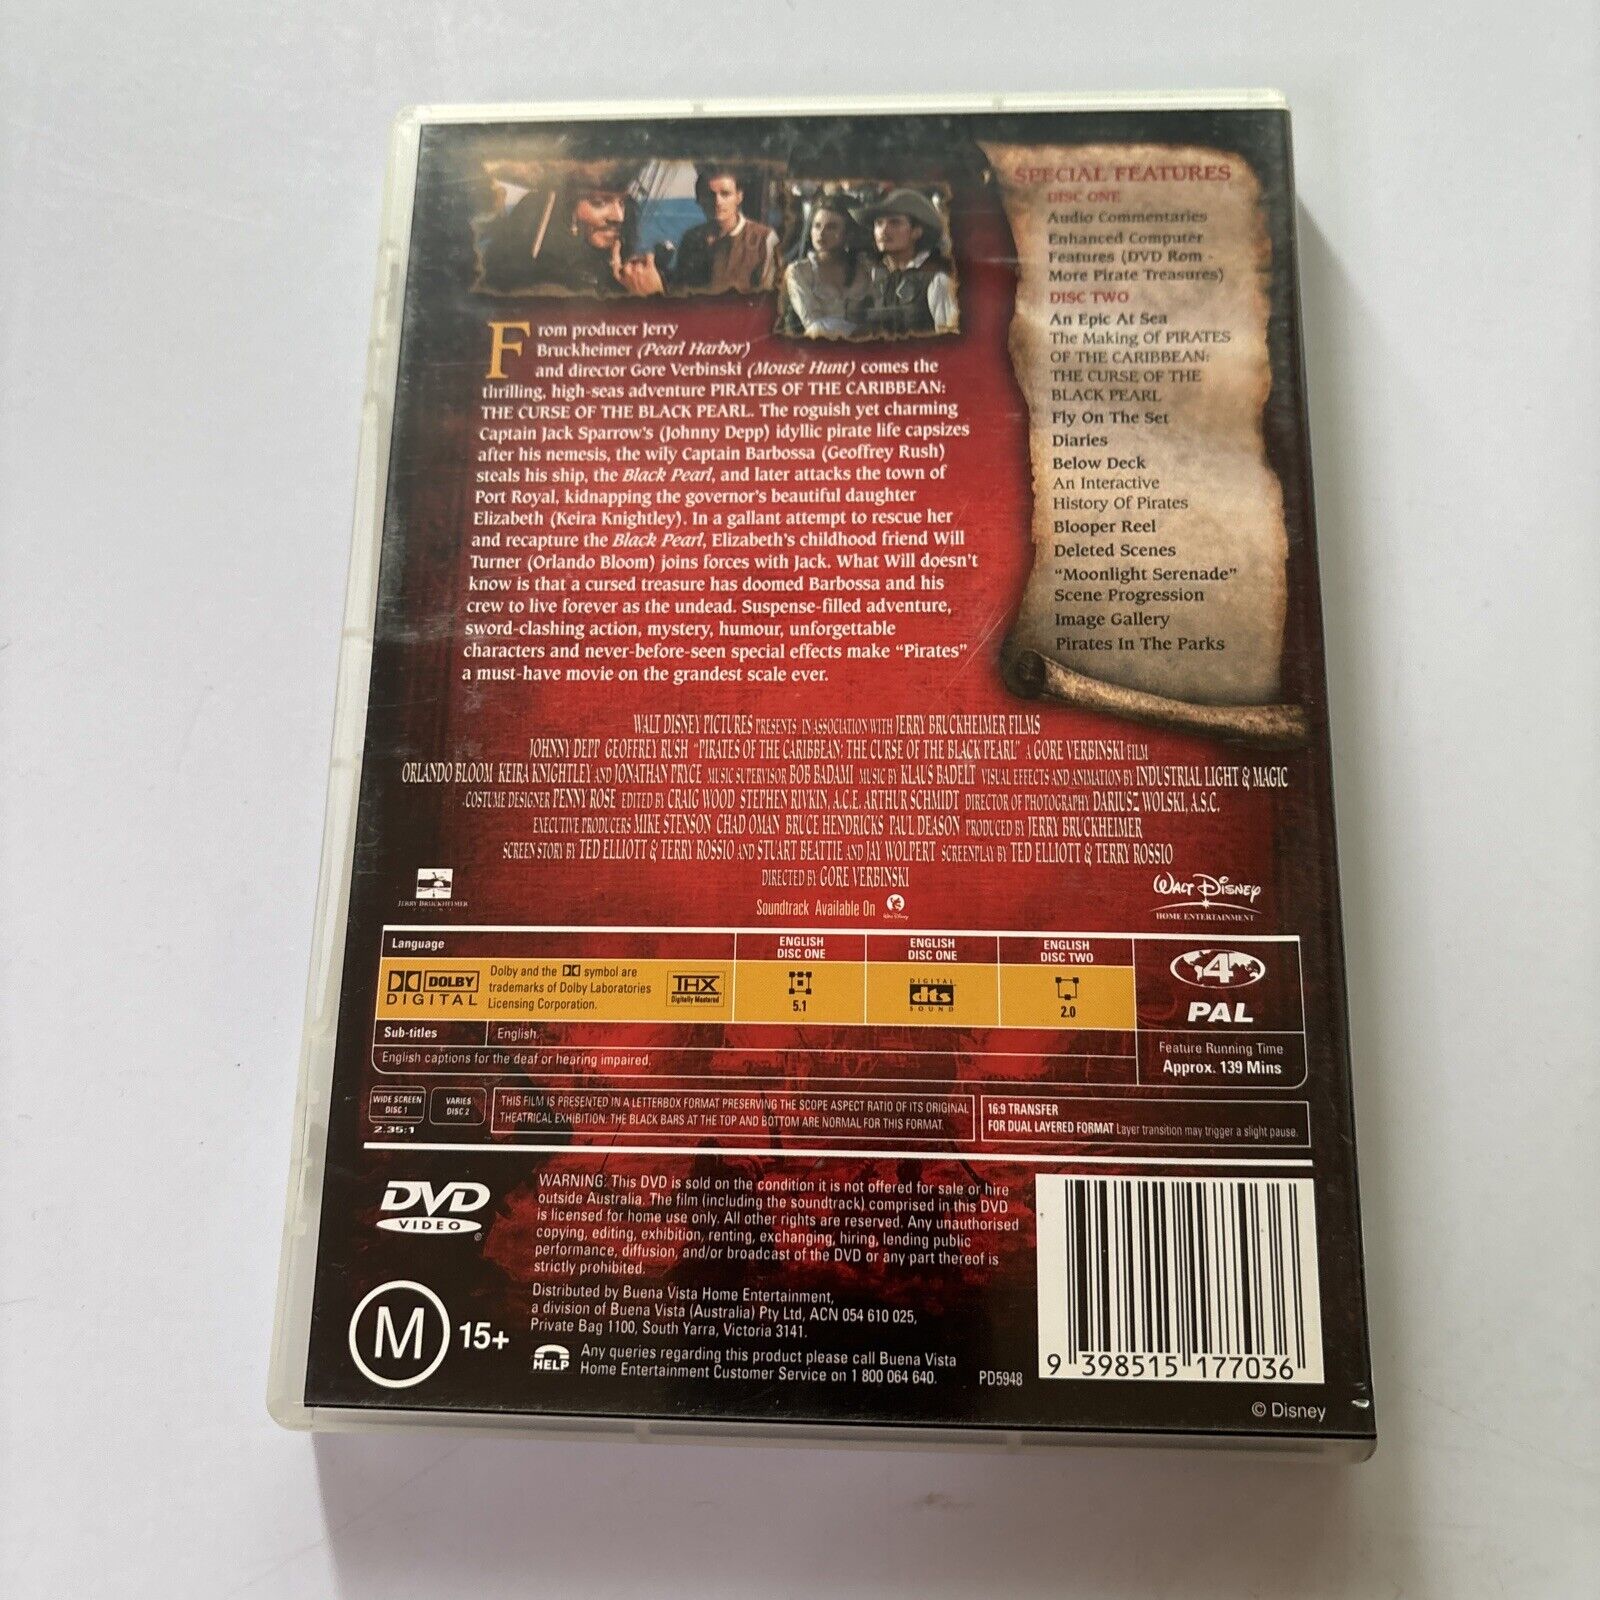 From producer Jerry
Bruckheimer (Pearl Harbor)
and director Gore Verbinski (Mouse Hunt) comes the
thrilling, high-seas adventure PIRATES OF THE CARIBBEAN:
THE CURSE OF THE BLACK PEARL. The roguish yet charming
Captain Jack Sparrow's (Johnny Depp) idyllic pirate life capsizes
after his nemesis, the wily Captain Barbossa (Geoffrey Rush)
steals his ship, the Black Pearl, and later attacks the town of
Port Royal, kidnapping the governor's beautiful daughter
Elizabeth (Keira Knightley). In a gallant attempt to rescue her
and recapture the Black Pearl, Elizabeth's childhood friend Will
Turner (Orlando Bloom) joins forces with Jack. What Will doesn't
know is that a cursed treasure has doomed Barbossa and his
crew to live forever as the undead. Suspense-filled adventure,
sword-clashing action, mystery, humour, unforgettable
characters and never-before-seen special effects make "Pirates"
a must-have movie on the grandest scale ever.
SPECIAL FEATURES
DISC ONE
Audio Commentaries
Enhanced Computer
Features (DVD Rom -
More Pirate Treasures)
DISC TWO
An Epic At Sea
The Making Of PIRATES
OF THE CARIBBEAN:
THE CURSE OF THE
BLACK PEARL
Fly On The Set
Diaries
Below Deck
An Interactive
History Of Pirates
Blooper Reel
Deleted Scenes
"Moonlight Serenade"
Scene Progression
Image Gallery
Pirates In The Parks
WALT DISNEY PICTURES PRESENTS IN ASSOCIATION WITH JERRY BRUCKHEIMER FILMS
JOHNNY DEPP GEOFFREY RUSH "PIRATES OF THE CARIBBEAN: THE CURSE OF THE BLACK PEARL" A GORE VERBINSKI FILM
ORLANDO BLOOM KEIRA KNIGHTLEY AND JONATHAN PRYCE MUSIC SUPERVISOR BOB BADAMI MUSIC BY KLAUS BADELT VISUAL EFFECTS AND ANIMATION BY INDUSTRIAL LIGHT & MAGIC
COSTUME DESIGNER PENNY ROSE EDITED BY CRAIG WOOD STEPHEN RIVKIN, A.C.E. ARTHUR SCHMIDT DIRECTOR OF PHOTOGRAPHY DARIUSZ WOLSKI, A.S.C.
EXECUTIVE PRODUCERS MIKE STENSON CHAD OMAN BRUCE HENDRICKS PAUL DEASON PRODUCED BY JERRY BRUCKHEIMER
SCREEN STORY BY TED ELLIOTT & TERRY ROSSIO AND STUART BEATTIE AND JAY WOLPERT SCREENPLAY BY TED ELLIOTT & TERRY ROSSIO
DIRECTED BY GORE VERBINSKI
JERRY BRUCKHEIMER
FILMS
Soundtrack Available On Walt Disney
WALT DISNEY
HOME ENTERTAINMENT
Language
ENGLISH
DISC ONE
ENGLISH
DISC ONE
ENGLISH
DISC TWO
DOLBY
DIGITAL
Dolby and the DD symbol are
trademarks of Dolby Laboratories
Licensing Corporation.
THX
Digitally Mastered
5.1
DIGITAL
dts
SOUND
2.0
4
PAL
Sub-titles
English.
English captions for the deaf or hearing impaired.
Feature Running Time
Approx. 139 Mins
WIDE SCREEN
DISC 1
2.35:1
VARIES
DISC 2
THIS FILM IS PRESENTED IN A LETTERBOX FORMAT PRESERVING THE SCOPE ASPECT RATIO OF ITS ORIGINAL
THEATRICAL EXHIBITION. THE BLACK BARS AT THE TOP AND BOTTOM ARE NORMAL FOR THIS FORMAT.
16:9 TRANSFER
FOR DUAL LAYERED FORMAT Layer transition may trigger a slight pause.
DVD
VIDEO
WARNING: This DVD is sold on the condition it is not offered for sale or hire
outside Australia. The film (including the soundtrack) comprised in this DVD
is licensed for home use only. All other rights are reserved. Any unauthorised
copying, editing, exhibition, renting, exchanging, hiring, lending public
performance, diffusion, and/or broadcast of the DVD or any part thereof is
strictly prohibited.
Distributed by Buena Vista Home Entertainment,
a division of Buena Vista (Australia) Pty Ltd, ACN 054 610 025,
Private Bag 1100, South Yarra, Victoria 3141.
M 15+
HELP
Any queries regarding this product please call Buena Vista
Home Entertainment Customer Service on 1 800 064 640.
PD5948
9 398515 177036
© Disney